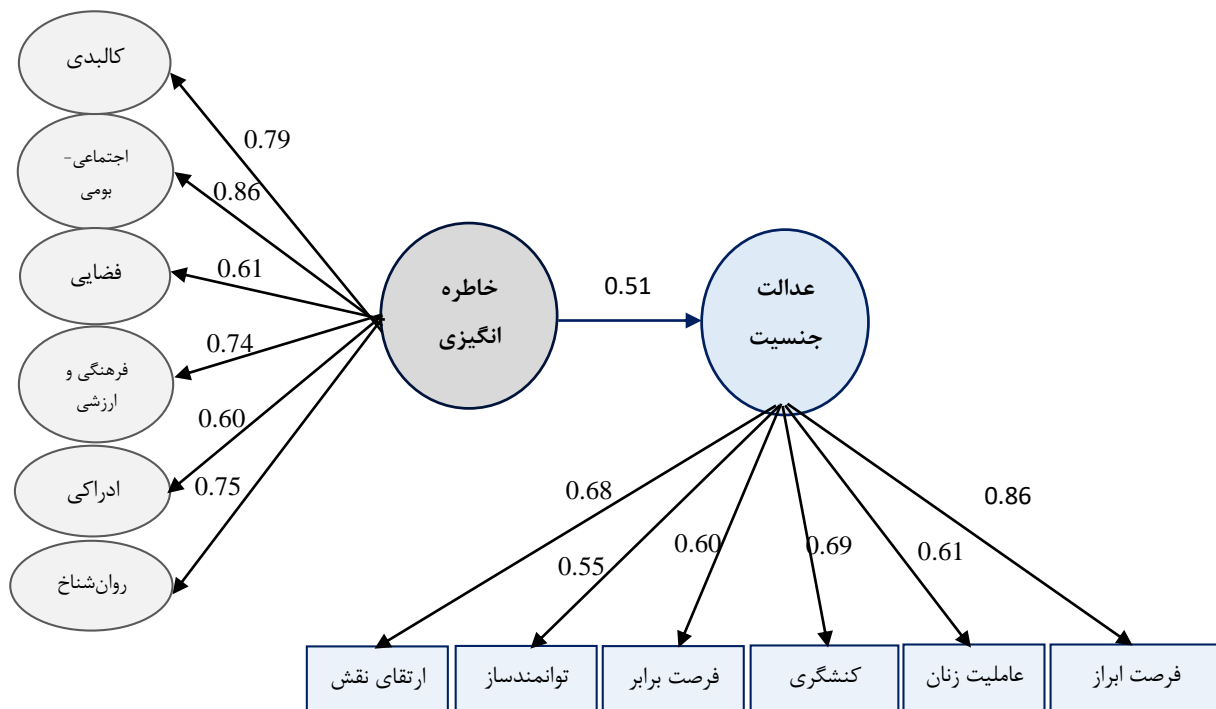 کالبدی
0.79
اجتماعی-
بومی
0.86
فضایی
0.61
خاطره
انگیزی
0.51
عدالت
جنسیت
فرهنگی و
ارزشی
0.74
0.60
ادراکی
0.75
روان‌شناخ
0.86
0.61
0.69
0.60
0.55
0.68
فرصت ابراز
عاملیت زنان
کنشگری
فرصت برابر
توانمندساز
ارتقای نقش